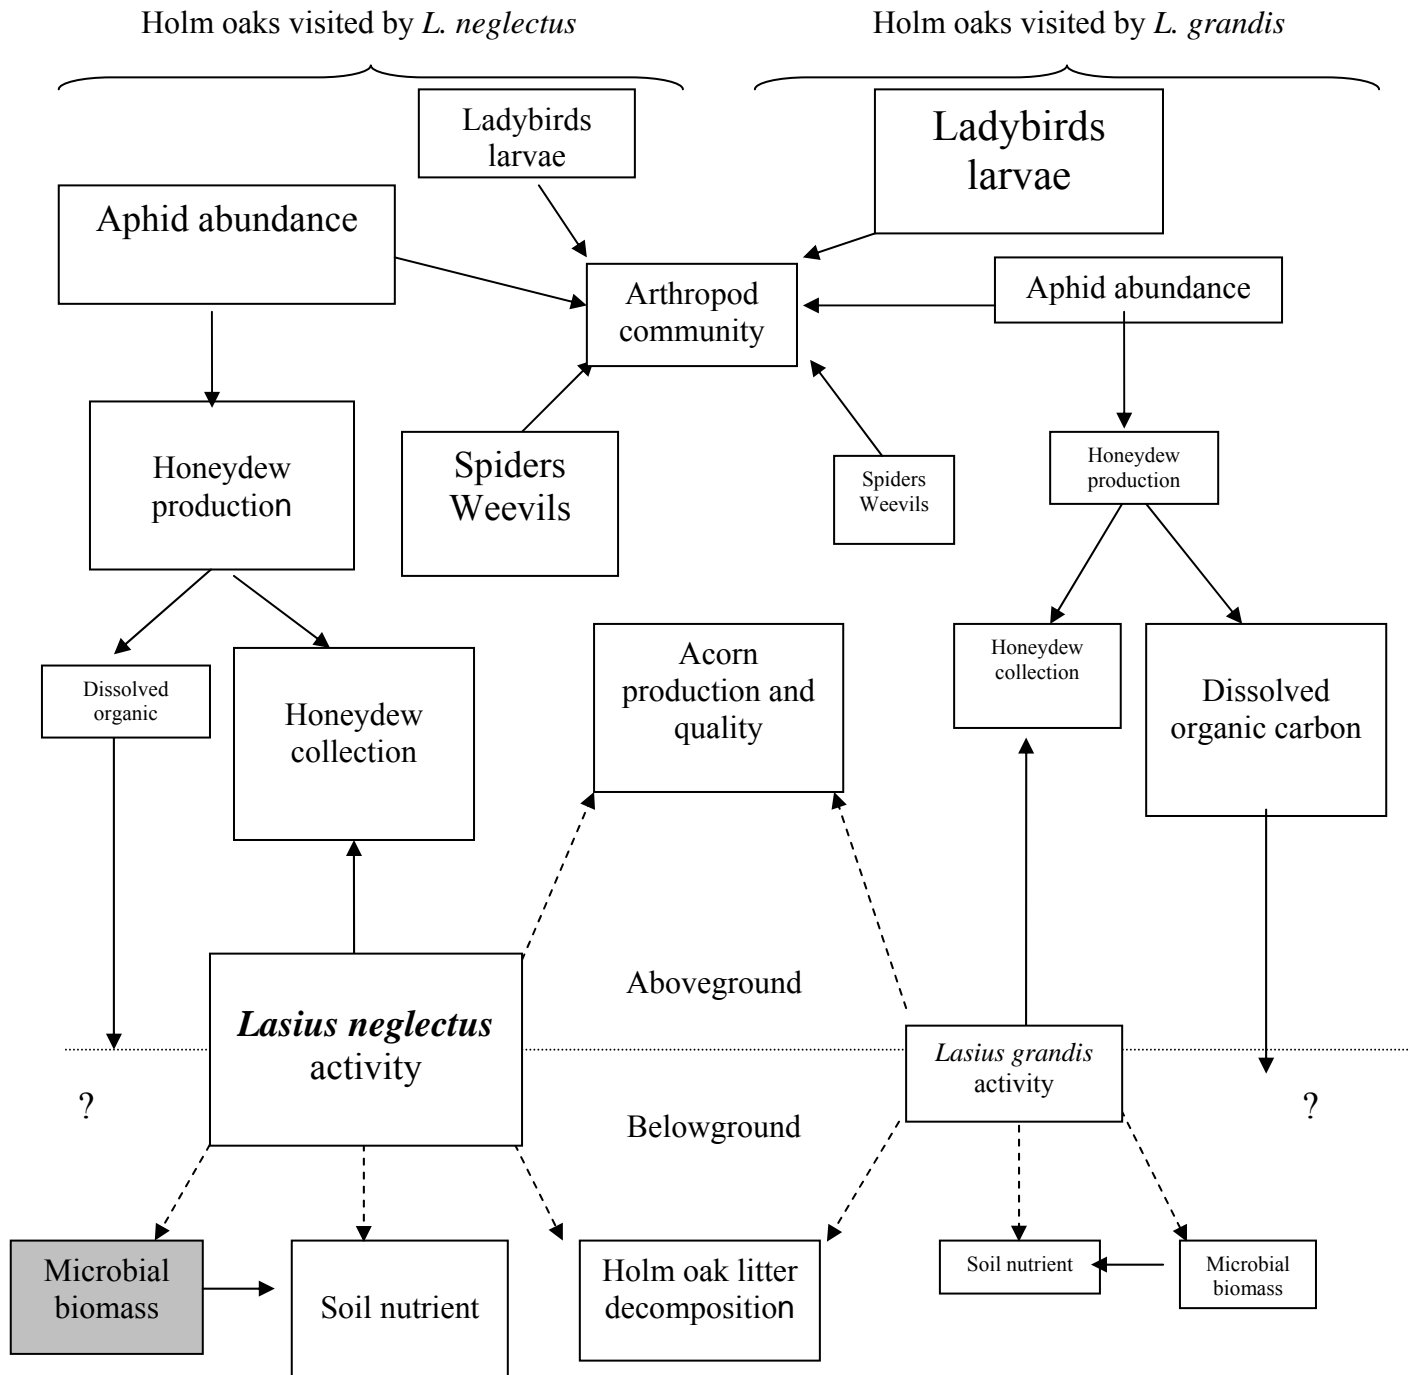 Holm oaks visited by L. neglectus
Holm oaks visited by L. grandis
Ladybirds
larvae
Ladybirds
larvae
Aphid abundance
Arthropod
community
Aphid abundance
Honeydew
production
Spiders
Weevils
Spiders
Weevils
Honeydew
production
Dissolved
organic
Honeydew
collection
Acorn
production and
quality
Honeydew
collection
Dissolved
organic carbon
Aboveground
Lasius neglectus
activity
Lasius grandis
activity
?
Belowground
?
Microbial
biomass
Soil nutrient
Holm oak litter
decomposition
Soil nutrient
Microbial
biomass